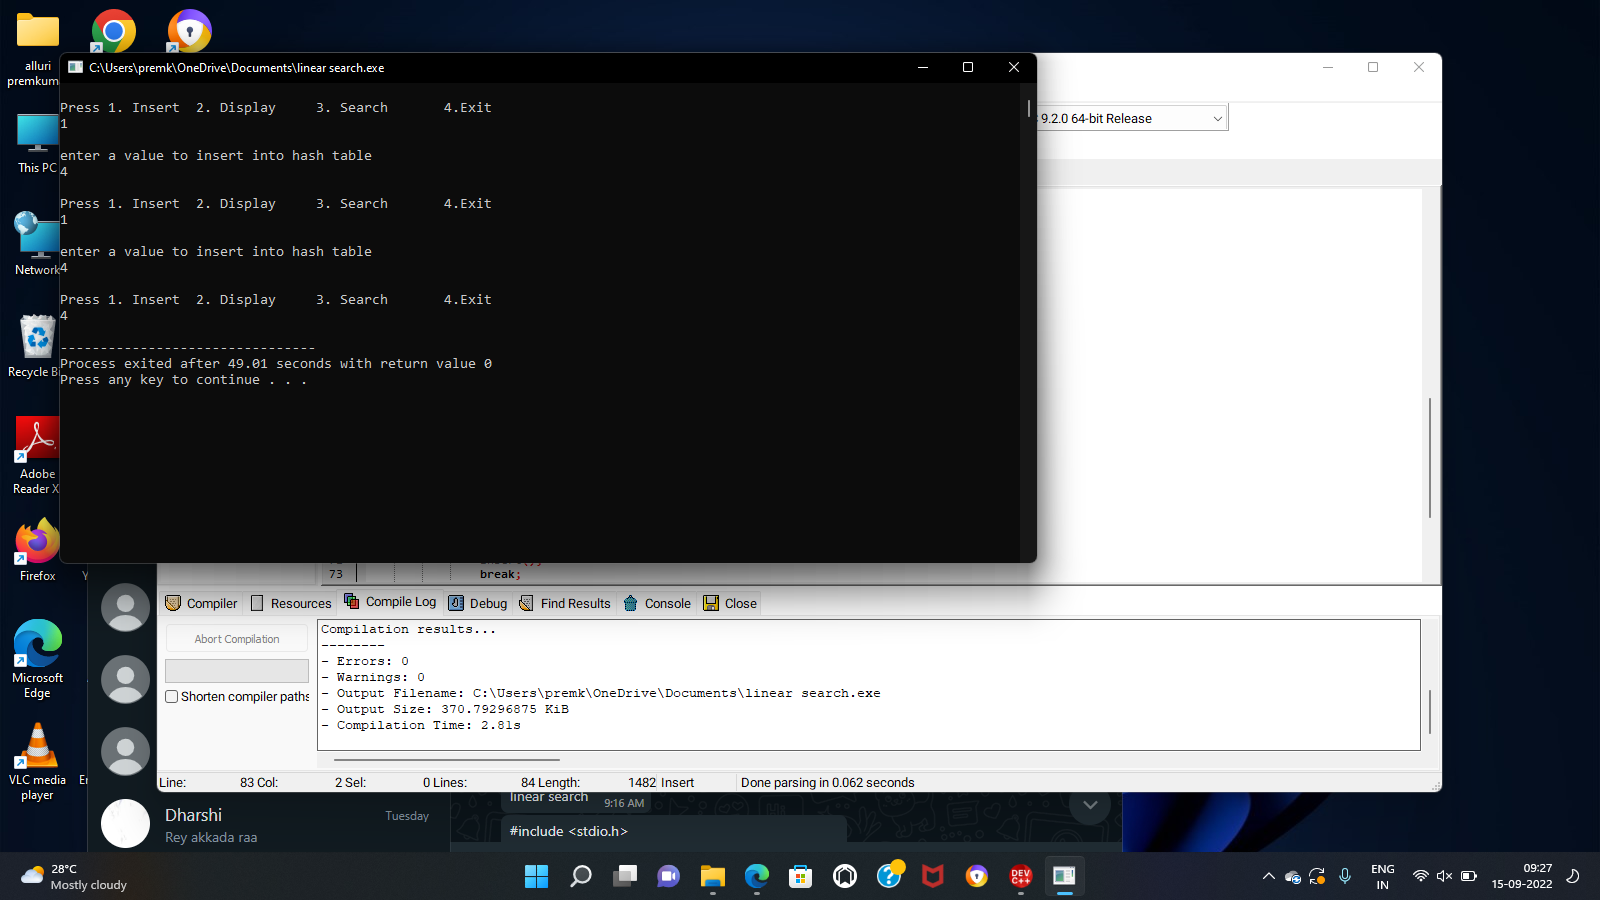 alluri
premkum
This PC
Network
Recycle B
Adobe
Reader X
Firefox
Microsoft
Edge
VLC media
player
C:\Users\premk\OneDrive\Documents\linear search.exe
Press 1. Insert  2. Display     3. Search       4.Exit
1
enter a value to insert into hash table
4
Press 1. Insert  2. Display     3. Search       4.Exit
1
enter a value to insert into hash table
4
Press 1. Insert  2. Display     3. Search       4.Exit
4
--------------------------------
Process exited after 49.01 seconds with return value 0
Press any key to continue . . .
9.2.0 64-bit Release
73 break;
Compiler Resources Compile Log Debug Find Results Console Close
Abort Compilation
Shorten compiler paths
Compilation results...
--------
- Errors: 0
- Warnings: 0
- Output Filename: C:\Users\premk\OneDrive\Documents\linear search.exe
- Output Size: 370.79296875 KiB
- Compilation Time: 2.81s
Line: 83 Col: 2 Sel: 0 Lines: 84 Length: 1482 Insert Done parsing in 0.062 seconds
Dharshi Tuesday
Rey akkada raa
linear search 9:16 AM
#include <stdio.h>
28°C
Mostly cloudy
DEV
C++
ENG
IN
09:27
15-09-2022